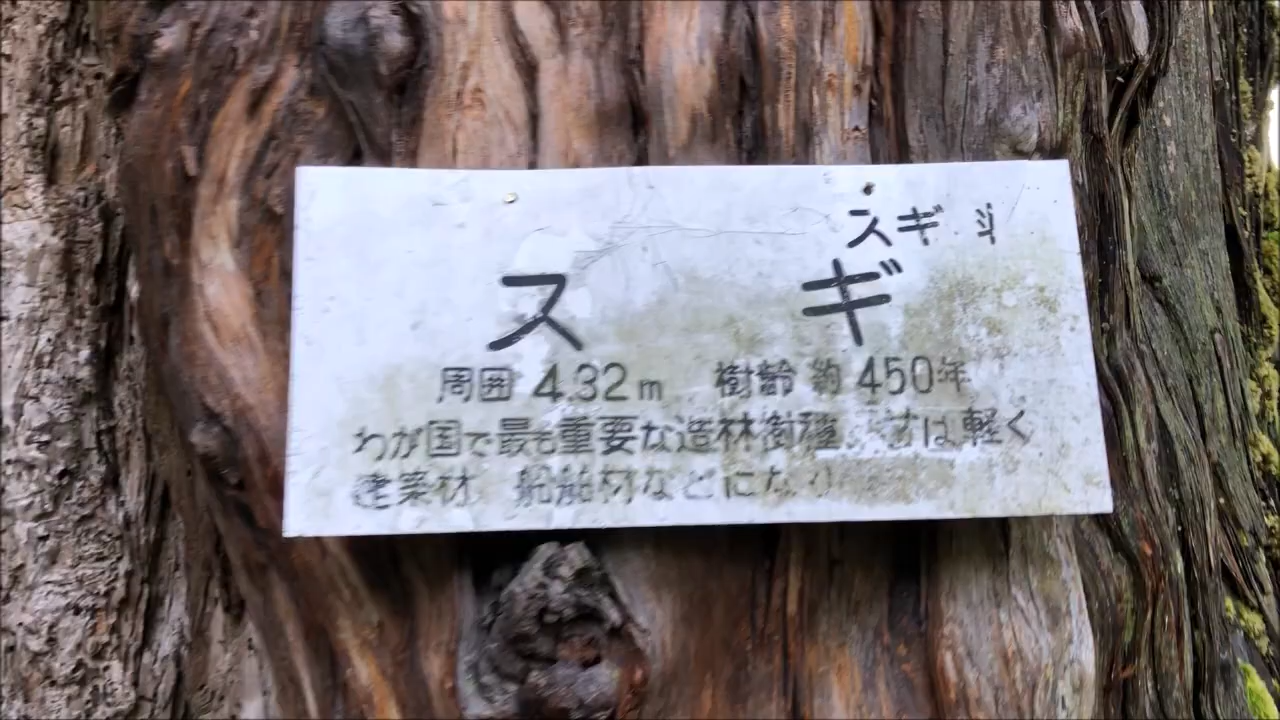 スギ
スギ
周囲 4.32m 樹齢 約 450年
わが国で最も重要な造林樹種 は軽く
建築材 船舶材などになり